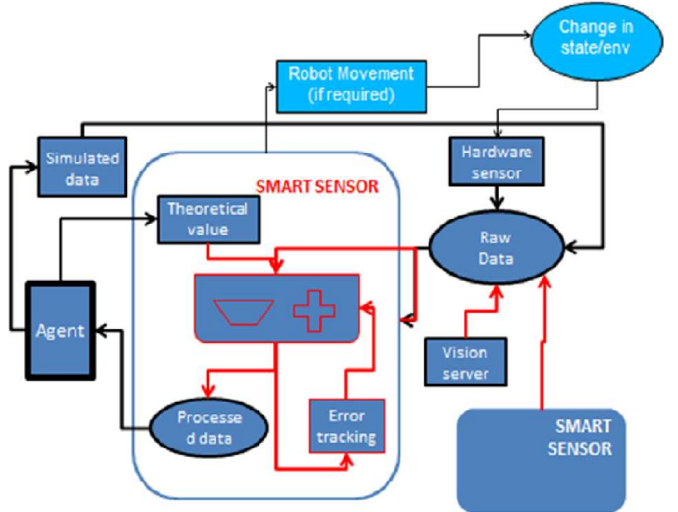 Change in
state/env
Robot Movement
(if required)
Simulated
data
Hardware
sensor
SMART SENSOR
Theoretical
value
Raw
Data
Agent
Vision
server
Processe
d data
Error
tracking
SMART
SENSOR